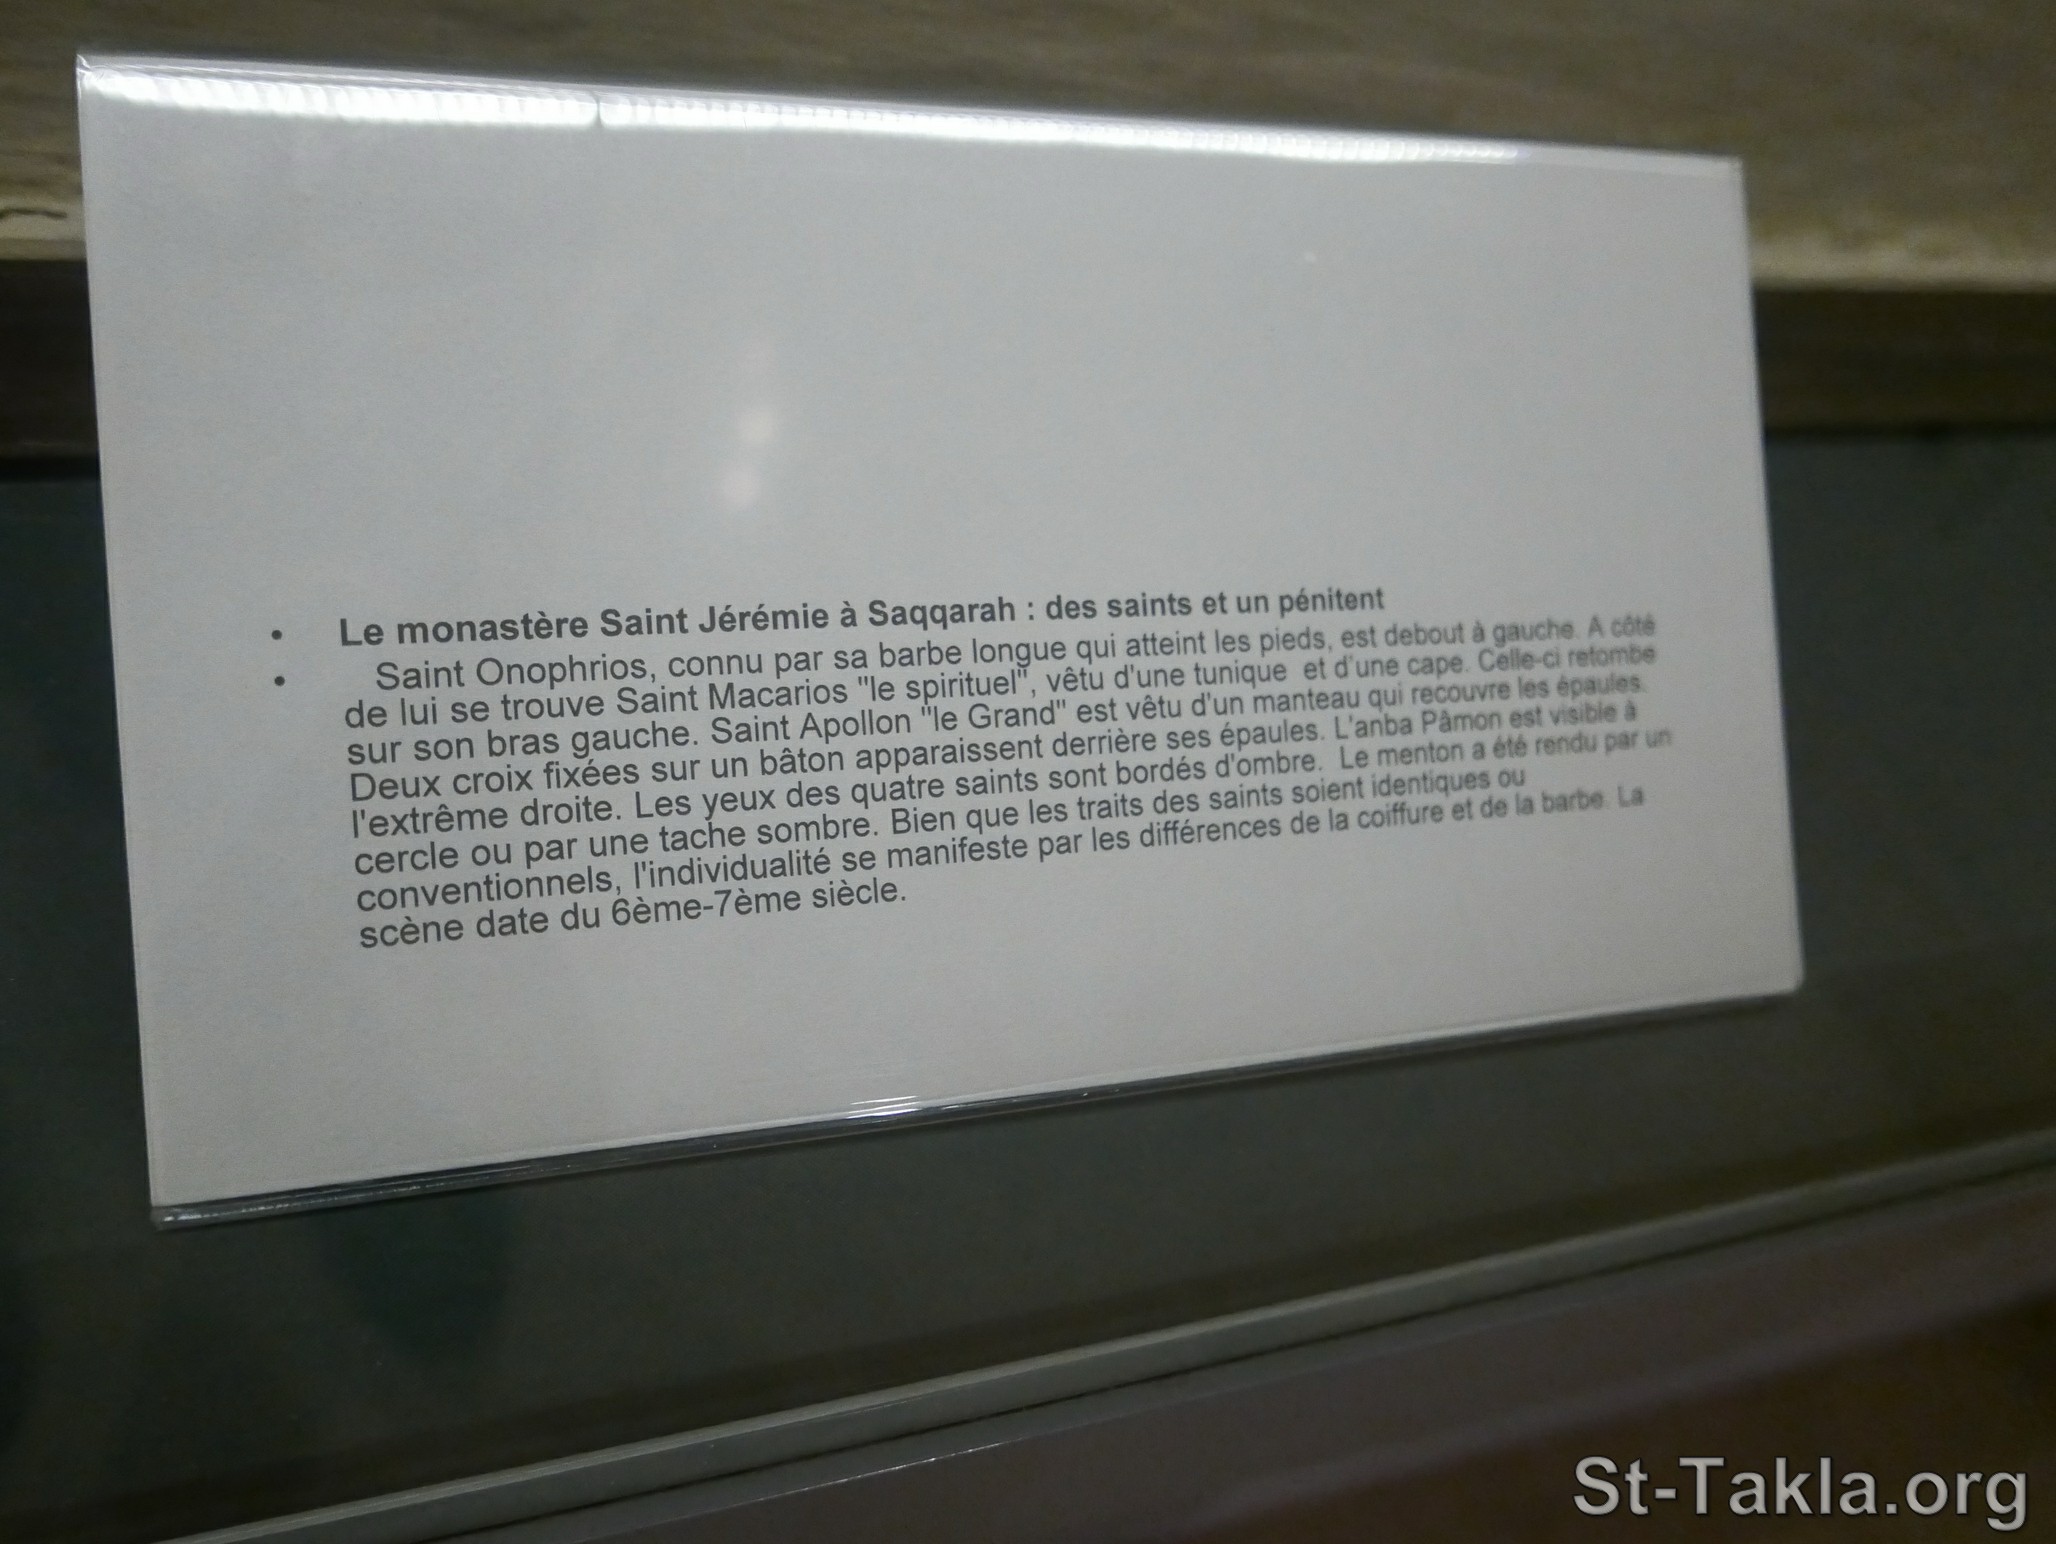 • Le monastère Saint Jérémie à Saqqarah : des saints et un pénitent
• Saint Onophrios, connu par sa barbe longue qui atteint les pieds, est debout à gauche. A côté
de lui se trouve Saint Macarios "le spirituel", vêtu d'une tunique et d'une cape. Celle-ci retombe
sur son bras gauche. Saint Apollon "le Grand" est vêtu d'un manteau qui recouvre les épaules.
Deux croix fixées sur un bâton apparaissent derrière ses épaules. L'anba Pâmon est visible à
l'extrême droite. Les yeux des quatre saints sont bordés d'ombre. Le menton a été rendu par un
cercle ou par une tache sombre. Bien que les traits des saints soient identiques ou
conventionnels, l'individualité se manifeste par les différences de la coiffure et de la barbe. La
scène date du 6ème-7ème siècle.
St-Takla.org